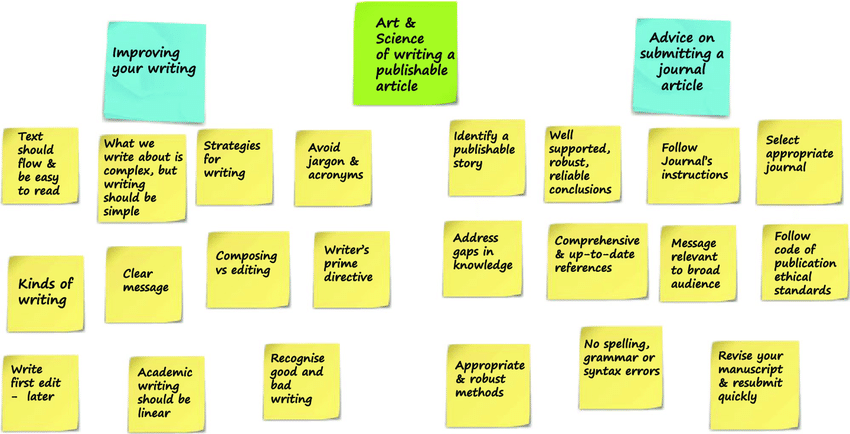 Improving
your writing
Art &
Science
of writing a
publishable
article
Advice on
submitting a
journal
article
Text
should
flow &
be easy
to read
What we
write about is
complex, but
writing
should be
simple
Strategies
for
writing
Avoid
jargon &
acronyms
Identify a
publishable
story
Well
supported,
robust,
reliable
conclusions
Follow
Journal's
instructions
Select
appropriate
journal
Kinds of
writing
Clear
message
Composing
vs editing
Writer's
prime
directive
Address
gaps in
knowledge
Comprehensive
& up-to-date
references
Message
relevant
to broad
audience
Follow
code of
publication
ethical
standards
Write
first edit
- later
Academic
writing
should be
linear
Recognise
good and
bad
writing
Appropriate
& robust
methods
No spelling,
grammar or
syntax errors
Revise your
manuscript
& resubmit
quickly